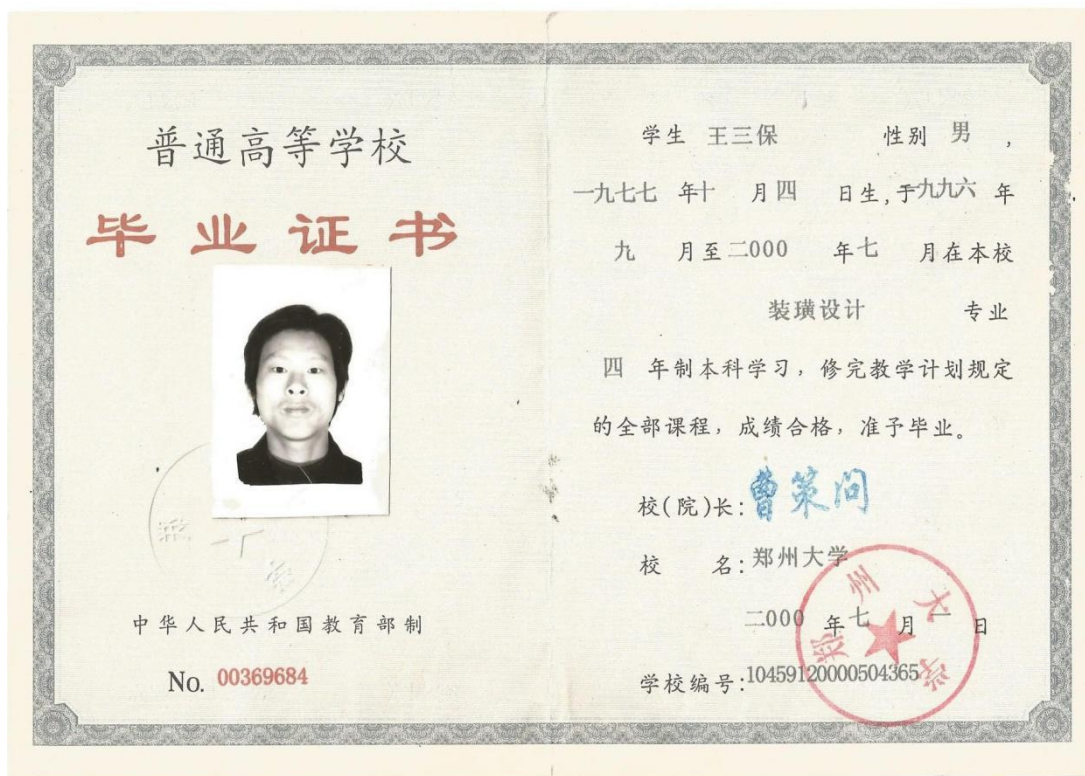 普通高等学校
毕业证书
中华人民共和国教育部制
No. 00369684
学生 王三保 性别 男 ,
一九七七 年十 月四 日生,于九九六 年
九 月至二000 年七 月在本校
装璜设计 专业
四 年制本科学习，修完教学计划规定
的全部课程，成绩合格，准予毕业。
校(院)长:曹策问
校 名:郑州大学
二000 年七 月一 日
学校编号:10459120000504365
郑州大学